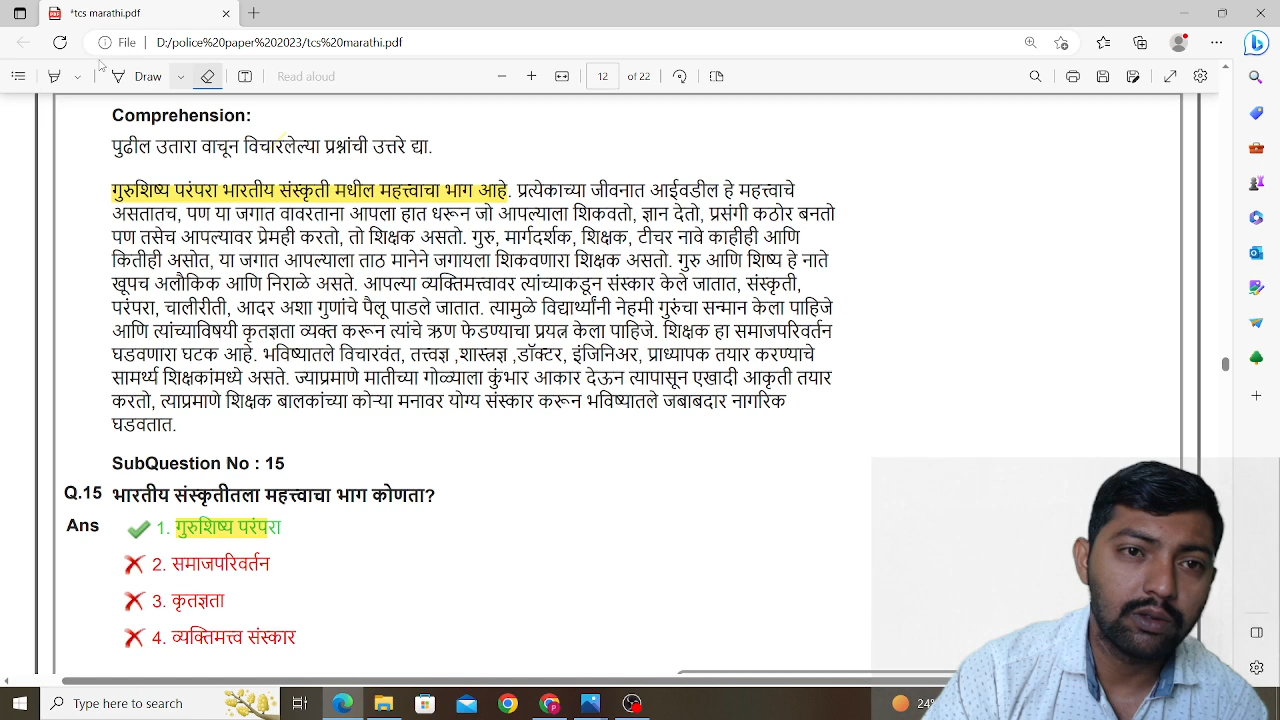 *tcs marathi.pdf
File D:/police%20paper%202023/tcs%20marathi.pdf
Draw Read aloud 12 of 22
Comprehension:
पुढील उतारा वाचून विचारलेल्या प्रश्नांची उत्तरे द्या.
गुरुशिष्य परंपरा भारतीय संस्कृती मधील महत्त्वाचा भाग आहे. प्रत्येकाच्या जीवनात आईवडील हे महत्त्वाचे
असतातच, पण या जगात वावरताना आपला हात धरून जो आपल्याला शिकवतो, ज्ञान देतो, प्रसंगी कठोर बनतो
पण तसेच आपल्यावर प्रेमही करतो, तो शिक्षक असतो. गुरु, मार्गदर्शक, शिक्षक, टीचर नावे काहीही आणि
कितीही असोत, या जगात आपल्याला ताठ मानेने जगायला शिकवणारा शिक्षक असतो. गुरु आणि शिष्य हे नाते
खूपच अलौकिक आणि निराळे असते. आपल्या व्यक्तिमत्त्वावर त्यांच्याकडून संस्कार केले जातात, संस्कृती,
परंपरा, चालीरीती, आदर अशा गुणांचे पैलू पाडले जातात. त्यामुळे विद्यार्थ्यांनी नेहमी गुरुंचा सन्मान केला पाहिजे
आणि त्यांच्याविषयी कृतज्ञता व्यक्त करून त्यांचे ऋण फेडण्याचा प्रयत्न केला पाहिजे. शिक्षक हा समाजपरिवर्तन
घडवणारा घटक आहे. भविष्यातले विचारवंत, तत्त्वज्ञ ,शास्त्रज्ञ ,डॉक्टर, इंजिनिअर, प्राध्यापक तयार करण्याचे
सामर्थ्य शिक्षकांमध्ये असते. ज्याप्रमाणे मातीच्या गोळ्याला कुंभार आकार देऊन त्यापासून एखादी आकृती तयार
करतो, त्याप्रमाणे शिक्षक बालकांच्या कोऱ्या मनावर योग्य संस्कार करून भविष्यातले जबाबदार नागरिक
घडवतात.
SubQuestion No : 15
Q.15 भारतीय संस्कृतीतला महत्त्वाचा भाग कोणता?
Ans 1. गुरुशिष्य परंपरा
2. समाजपरिवर्तन
3. कृतज्ञता
4. व्यक्तिमत्त्व संस्कार
Type here to search 24°